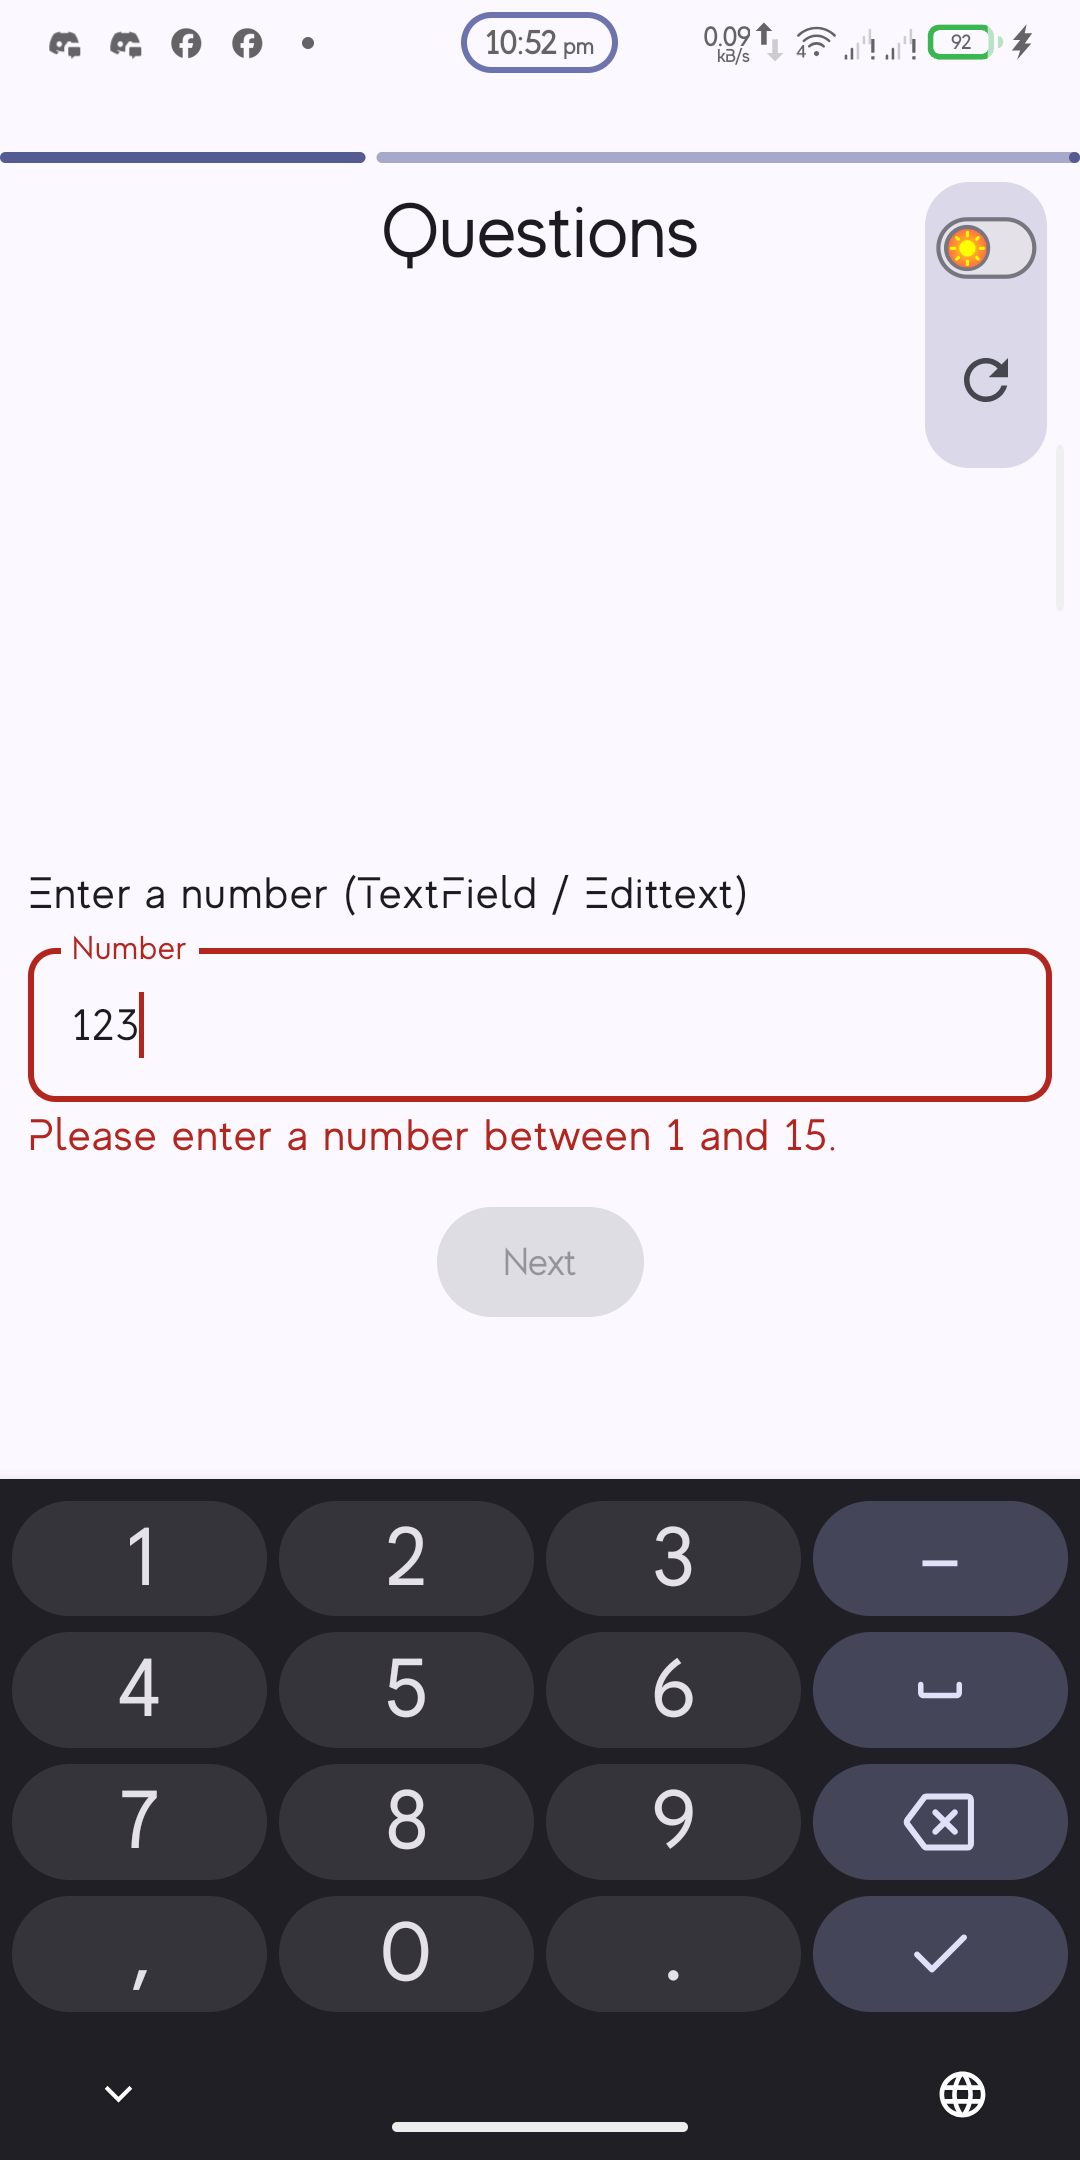 10:52 pm
0.09
kB/s
4
92
Questions
Enter a number (TextField / Edittext)
Number
123
Please enter a number between 1 and 15.
Next
1 2 3 –
4 5 6
7 8 9
, 0 .